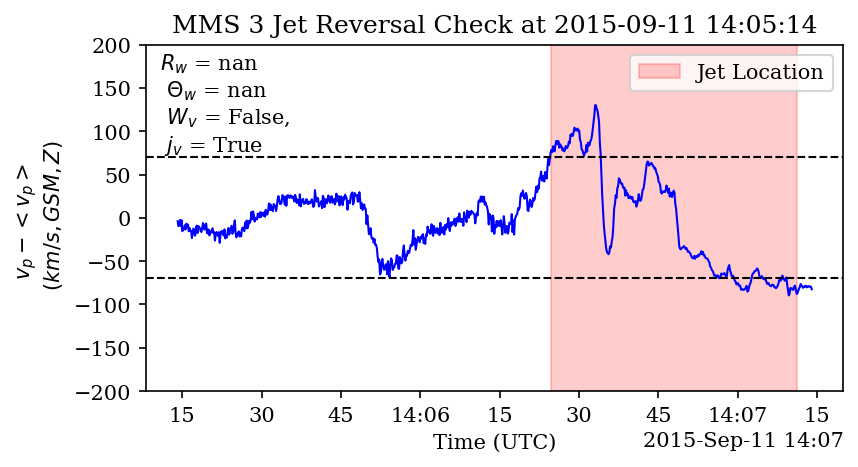 MMS 3 Jet Reversal Check at 2015-09-11 14:05:14
R_w = nan
Θ_w = nan
W_v = False,
j_v = True
Jet Location
v_p − < v_p >
(km/s, GSM, Z)
200
150
100
50
0
−50
−100
−150
−200
15 30 45 14:06 15 30 45 14:07 15
Time (UTC)
2015-Sep-11 14:07